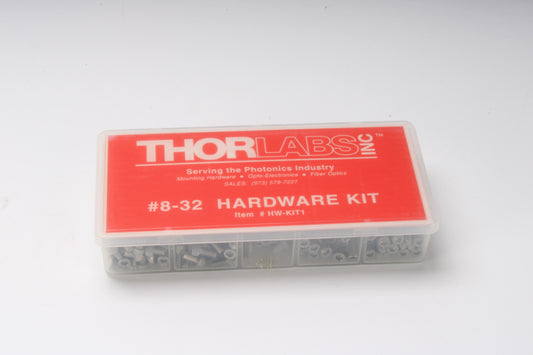 THORLABS INC ™
Serving the Photonics Industry
Mounting Hardware • Opto-Electronics • Fiber Optics
SALES: (973) 579-7227
#8-32 HARDWARE KIT
Item # HW-KIT1